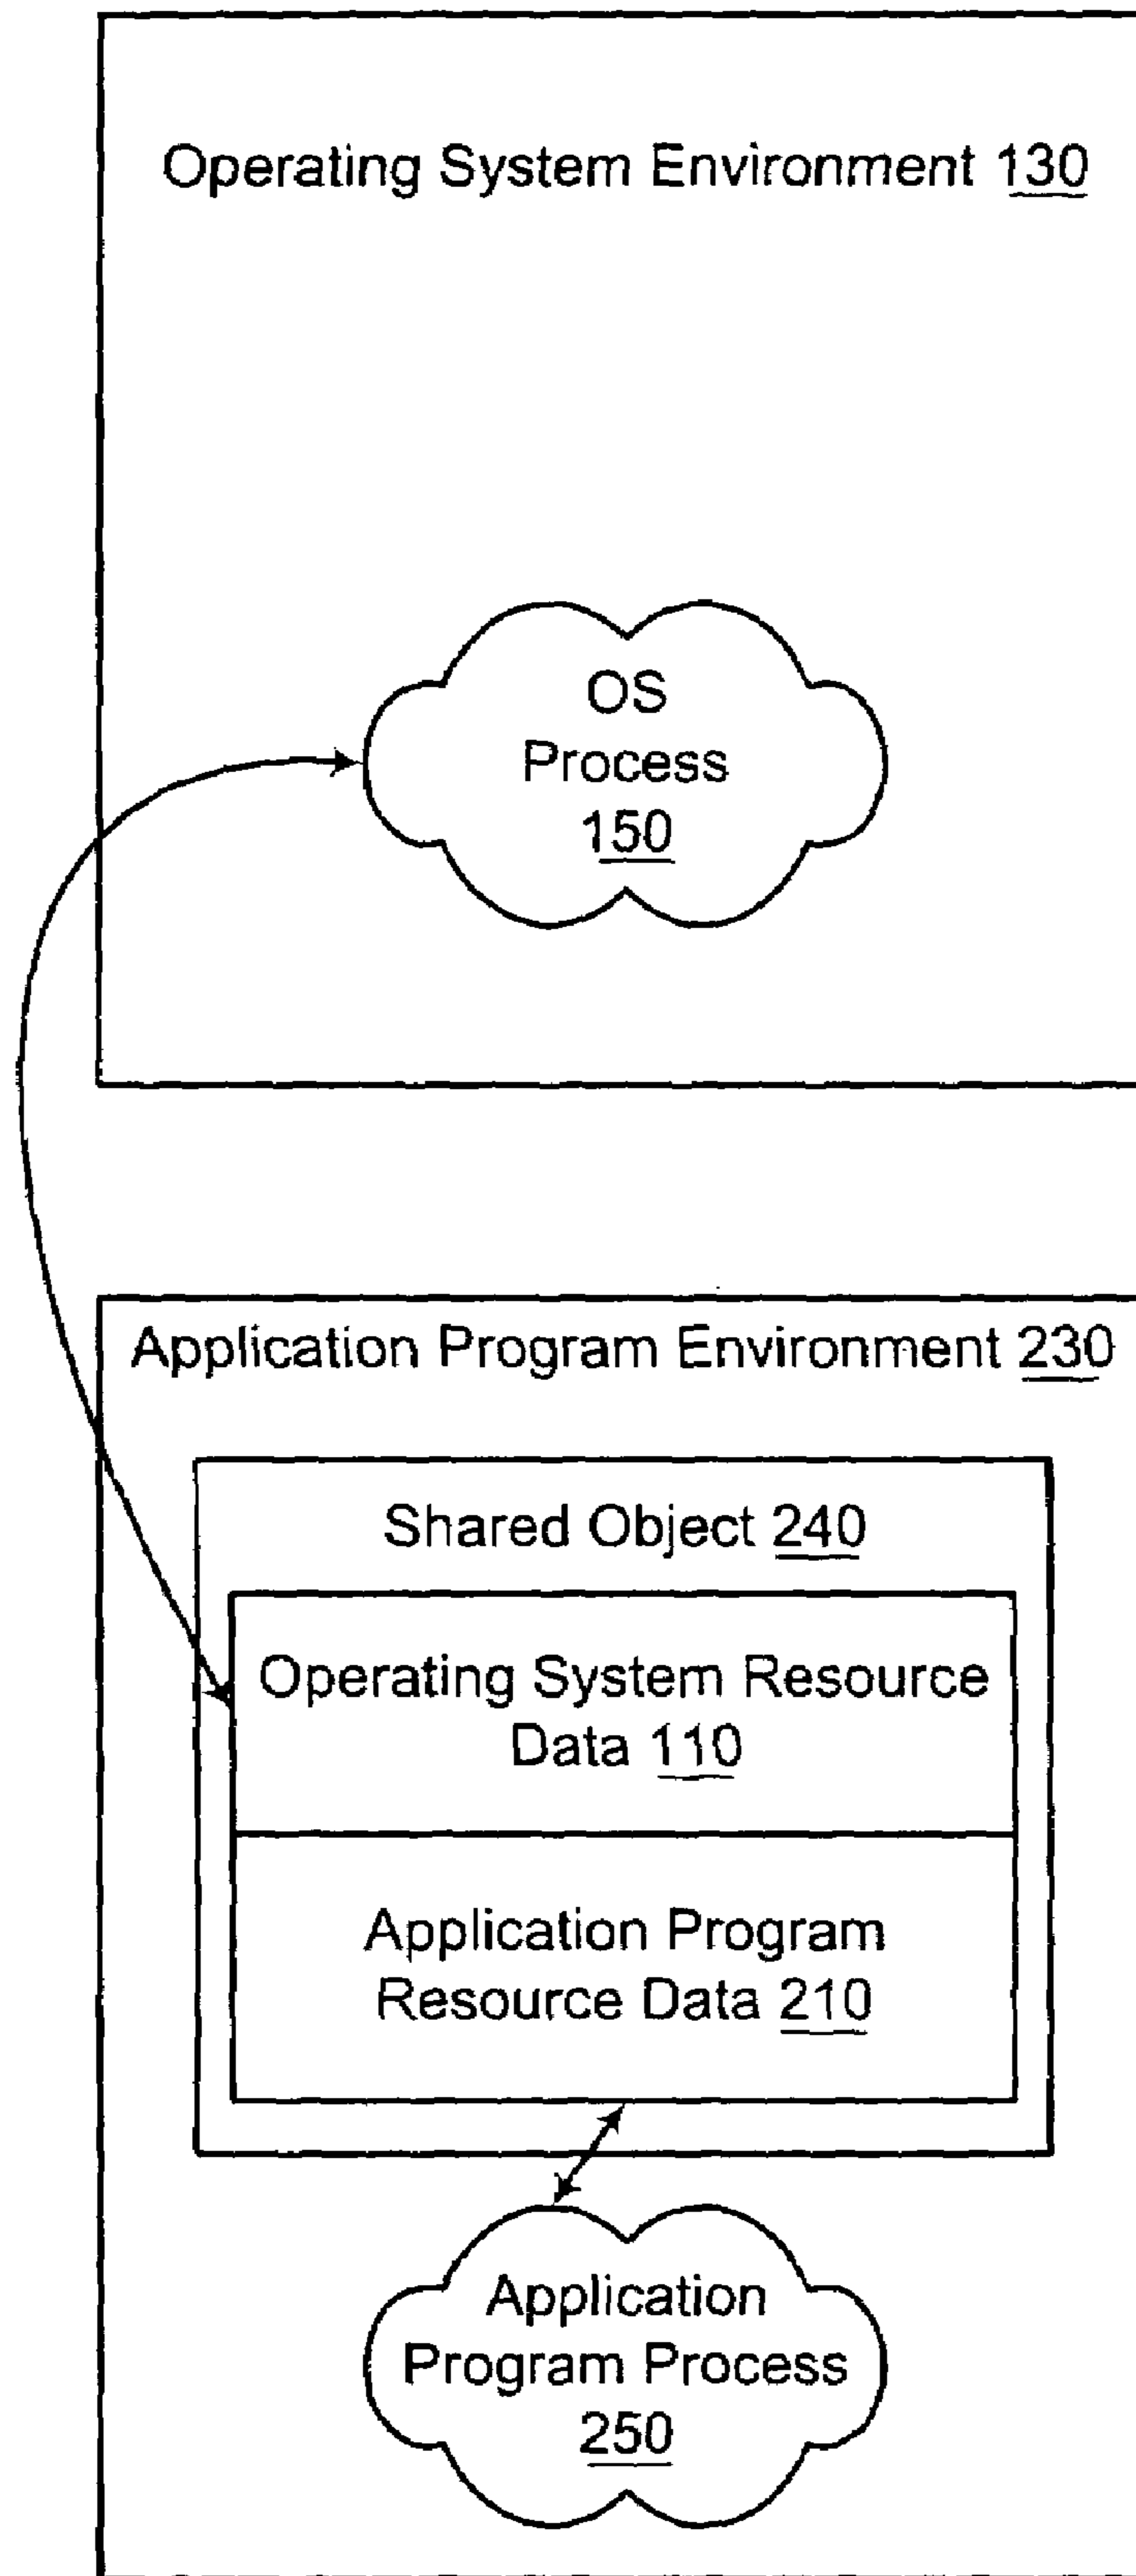 Operating System Environment 130
OS
Process
150
Application Program Environment 230
Shared Object 240
Operating System Resource
Data 110
Application Program
Resource Data 210
Application
Program Process
250